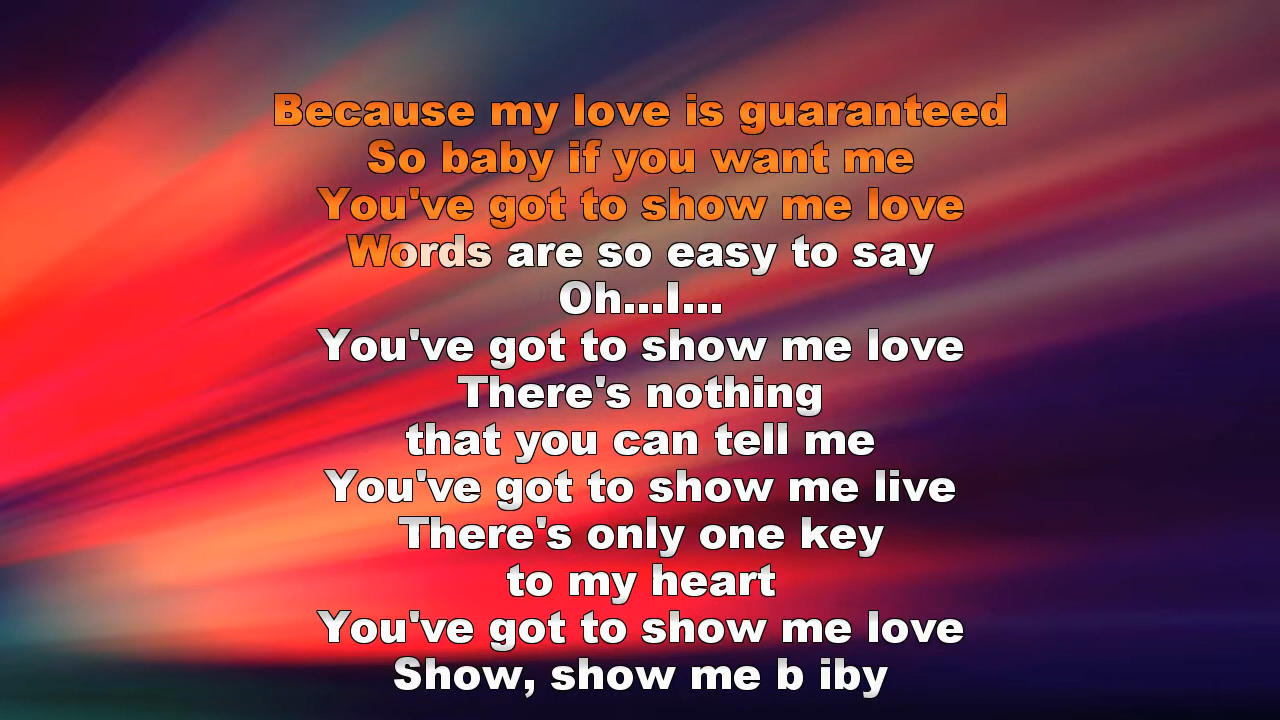 Because my love is guaranteed
So baby if you want me
You've got to show me love
Words are so easy to say
Oh...I...
You've got to show me love
There's nothing
that you can tell me
You've got to show me live
There's only one key
to my heart
You've got to show me love
Show, show me b iby